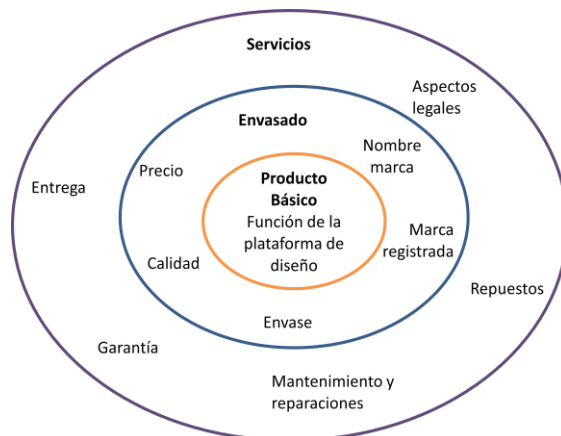 Servicios
Aspectos
legales
Envasado
Nombre
marca
Precio
Entrega
Producto
Básico
Función de la
plataforma de
diseño
Marca
registrada
Calidad
Repuestos
Envase
Garantía
Mantenimiento y
reparaciones